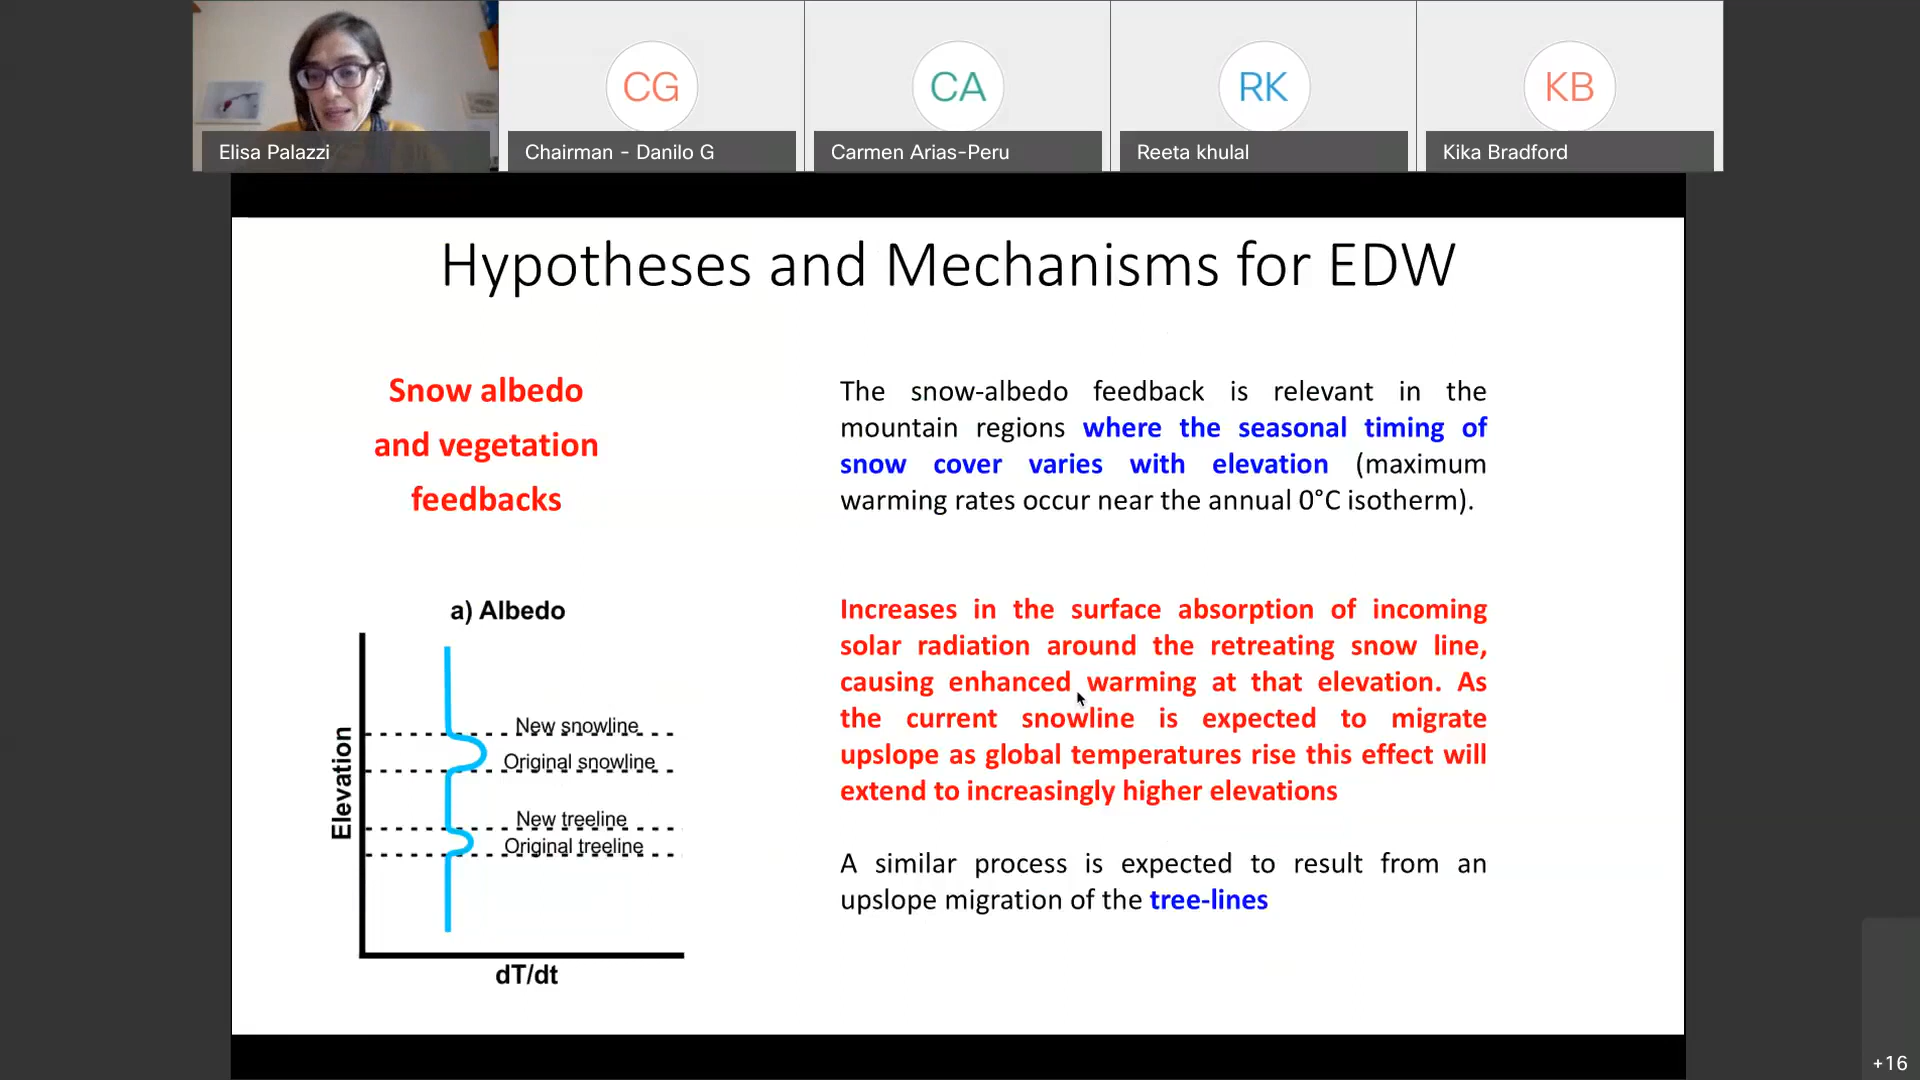 CG
CA
RK
KB
Elisa Palazzi
Chairman - Danilo G
Carmen Arias-Peru
Reeta khulal
Kika Bradford
Hypotheses and Mechanisms for EDW
Snow albedo
and vegetation
feedbacks
The snow-albedo feedback is relevant in the
mountain regions where the seasonal timing of
snow cover varies with elevation (maximum
warming rates occur near the annual 0°C isotherm).
a) Albedo
Elevation
New snowline
Original snowline
New treeline
Original treeline
dT/dt
Increases in the surface absorption of incoming
solar radiation around the retreating snow line,
causing enhanced warming at that elevation. As
the current snowline is expected to migrate
upslope as global temperatures rise this effect will
extend to increasingly higher elevations
A similar process is expected to result from an
upslope migration of the tree-lines
+16